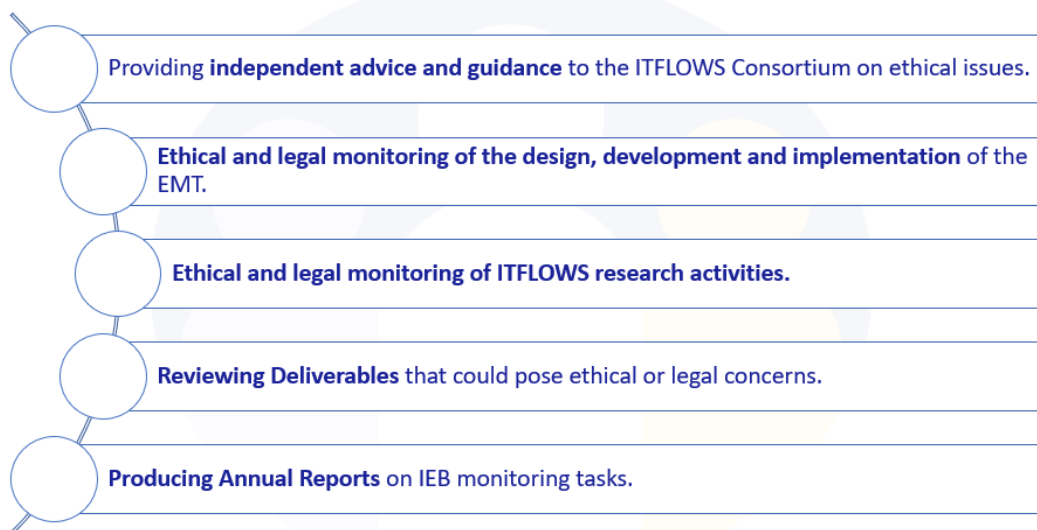 Providing independent advice and guidance to the ITFLOWS Consortium on ethical issues.
Ethical and legal monitoring of the design, development and implementation of the
EMT.
Ethical and legal monitoring of ITFLOWS research activities.
Reviewing Deliverables that could pose ethical or legal concerns.
Producing Annual Reports on IEB monitoring tasks.